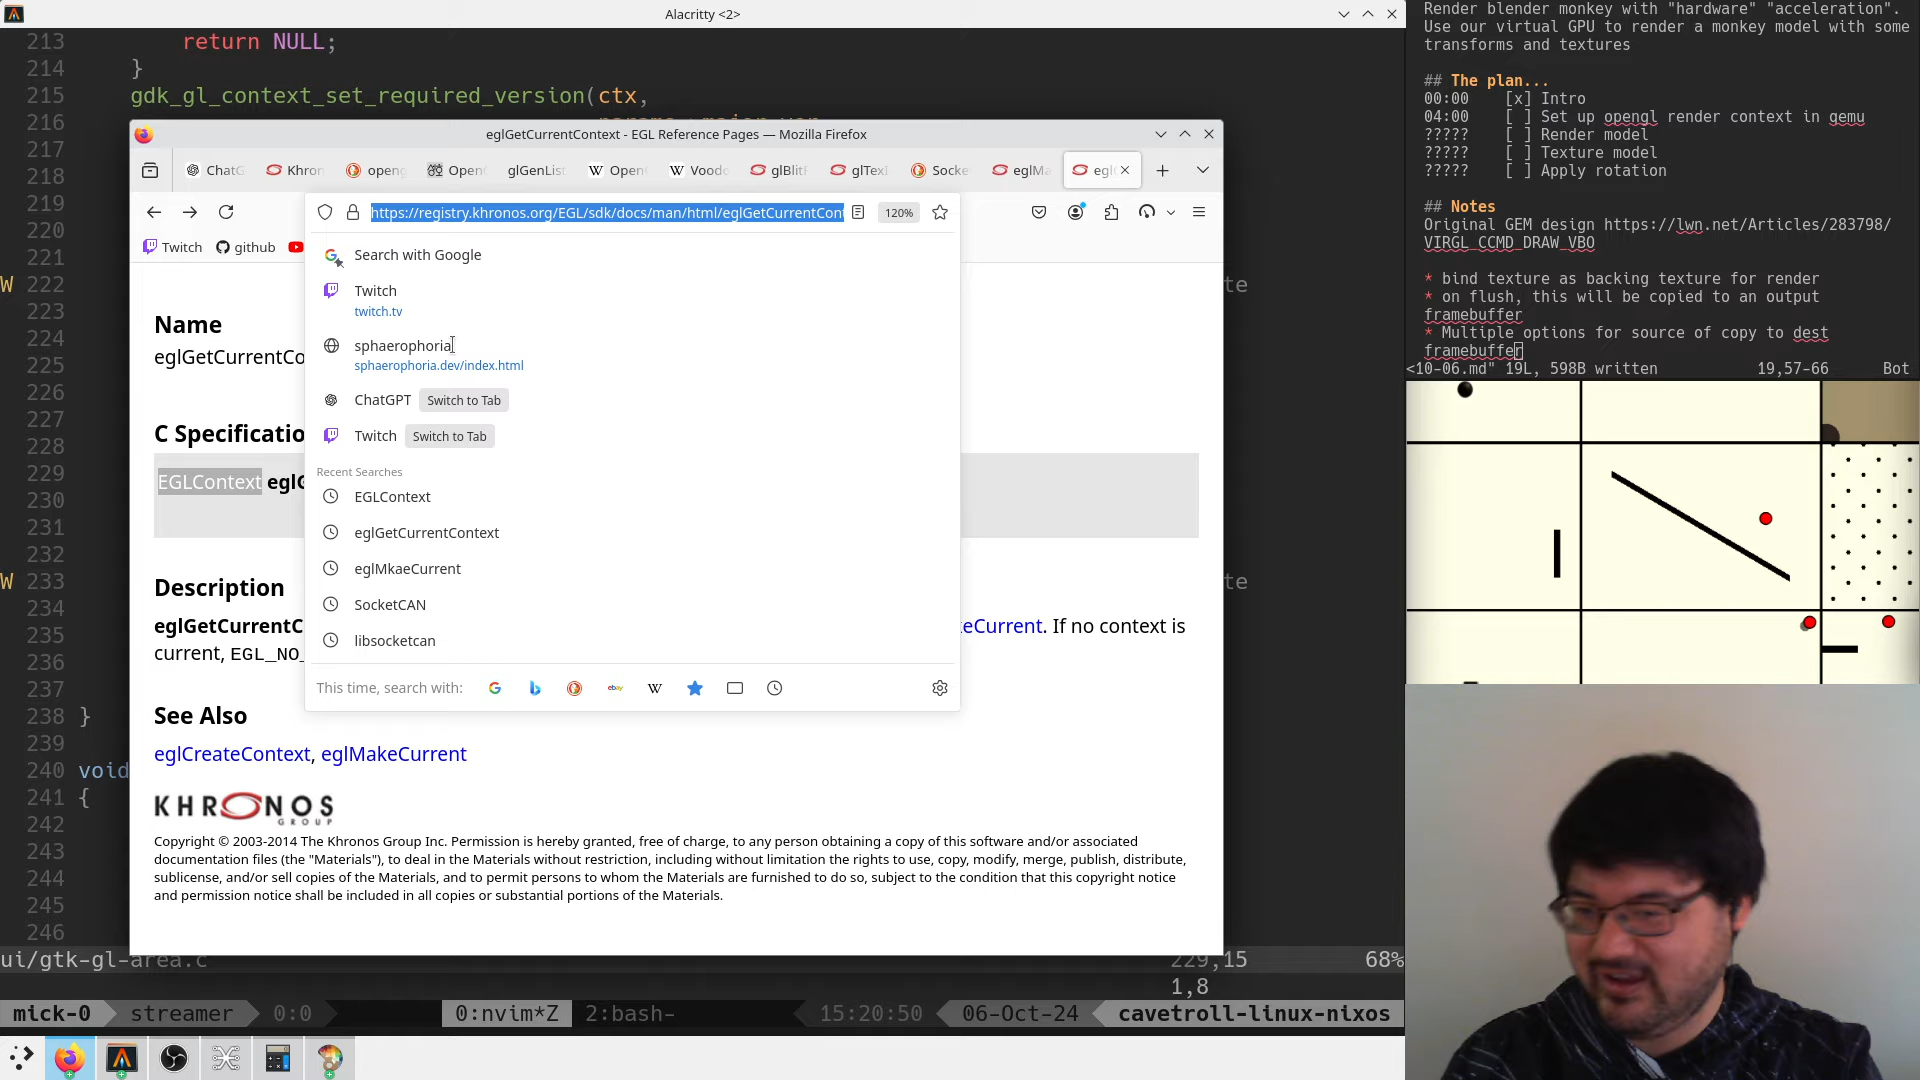 Alacritty <2>
213 return NULL;
214 }
215 gdk_gl_context_set_required_version(ctx,
216
217
218
219
220
221
W 222 te
223
224
225
226
227
228
229
230
231
232
W 233 te
234
235
236
237
238 }
239
240 void
241 {
242
243
244
245
246
ui/gtk-gl-area.c 229,15 68%
1,8
mick-0 streamer 0:0 0:nvim*Z 2:bash- 15:20:50 06-Oct-24 cavetroll-linux-nixos
eglGetCurrentContext - EGL Reference Pages — Mozilla Firefox
ChatG Khron openg Open glGenList Open Voodo glBlitF glTexI Socke eglMa egl
https://registry.khronos.org/EGL/sdk/docs/man/html/eglGetCurrentCont 120%
Twitch github
Search with Google
Twitch
twitch.tv
sphaerophoria
sphaerophoria.dev/index.html
ChatGPT Switch to Tab
Twitch Switch to Tab
Recent Searches
EGLContext
eglGetCurrentContext
eglMkaeCurrent
SocketCAN
libsocketcan
This time, search with:
Name
eglGetCurrentCo
C Specificatio
EGLContext eglG
Description
eglGetCurrentC eCurrent. If no context is
current, EGL_NO_
See Also
eglCreateContext, eglMakeCurrent
KHRONOS
GROUP
Copyright © 2003-2014 The Khronos Group Inc. Permission is hereby granted, free of charge, to any person obtaining a copy of this software and/or associated
documentation files (the "Materials"), to deal in the Materials without restriction, including without limitation the rights to use, copy, modify, merge, publish, distribute,
sublicense, and/or sell copies of the Materials, and to permit persons to whom the Materials are furnished to do so, subject to the condition that this copyright notice
and permission notice shall be included in all copies or substantial portions of the Materials.
Render blender monkey with "hardware" "acceleration".
Use our virtual GPU to render a monkey model with some
transforms and textures
## The plan...
00:00 [x] Intro
04:00 [ ] Set up opengl render context in gemu
????? [ ] Render model
????? [ ] Texture model
????? [ ] Apply rotation
## Notes
Original GEM design https://lwn.net/Articles/283798/
VIRGL_CCMD_DRAW_VBO
* bind texture as backing texture for render
* on flush, this will be copied to an output
framebuffer
* Multiple options for source of copy to dest
framebuffer
<10-06.md" 19L, 598B written 19,57-66 Bot